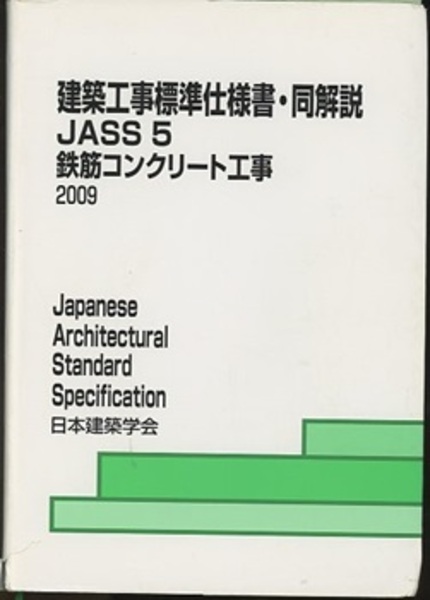 建築工事標準仕様書・同解説
JASS 5
鉄筋コンクリート工事
2009
Japanese
Architectural
Standard
Specification
日本建築学会